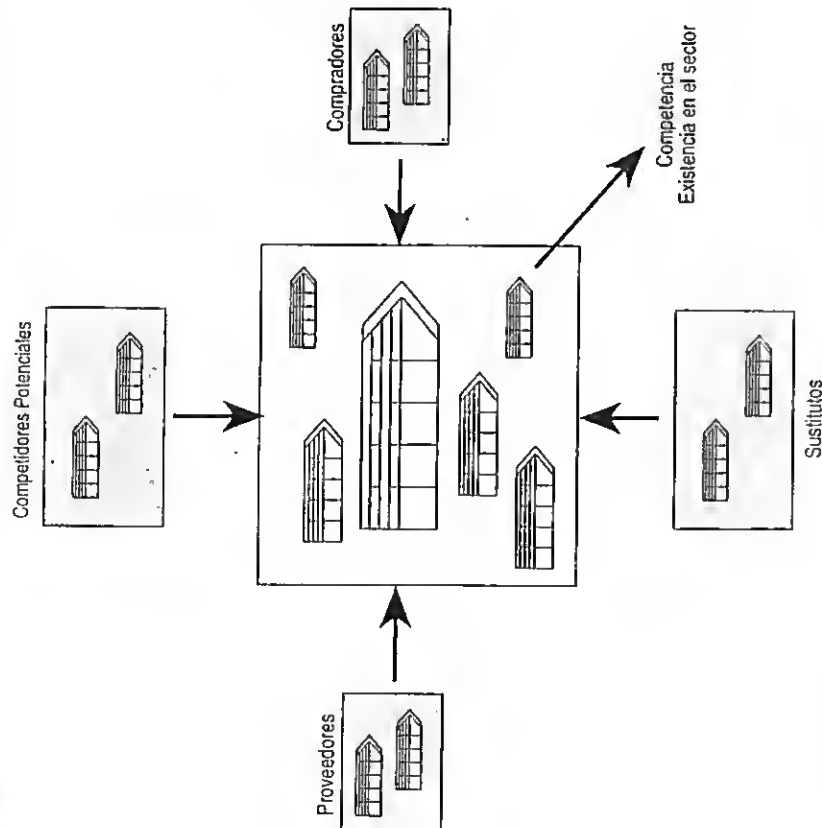 Competidores Potenciales
Compradores
Proveedores
Competencia
Existencia en el sector
Sustitutos